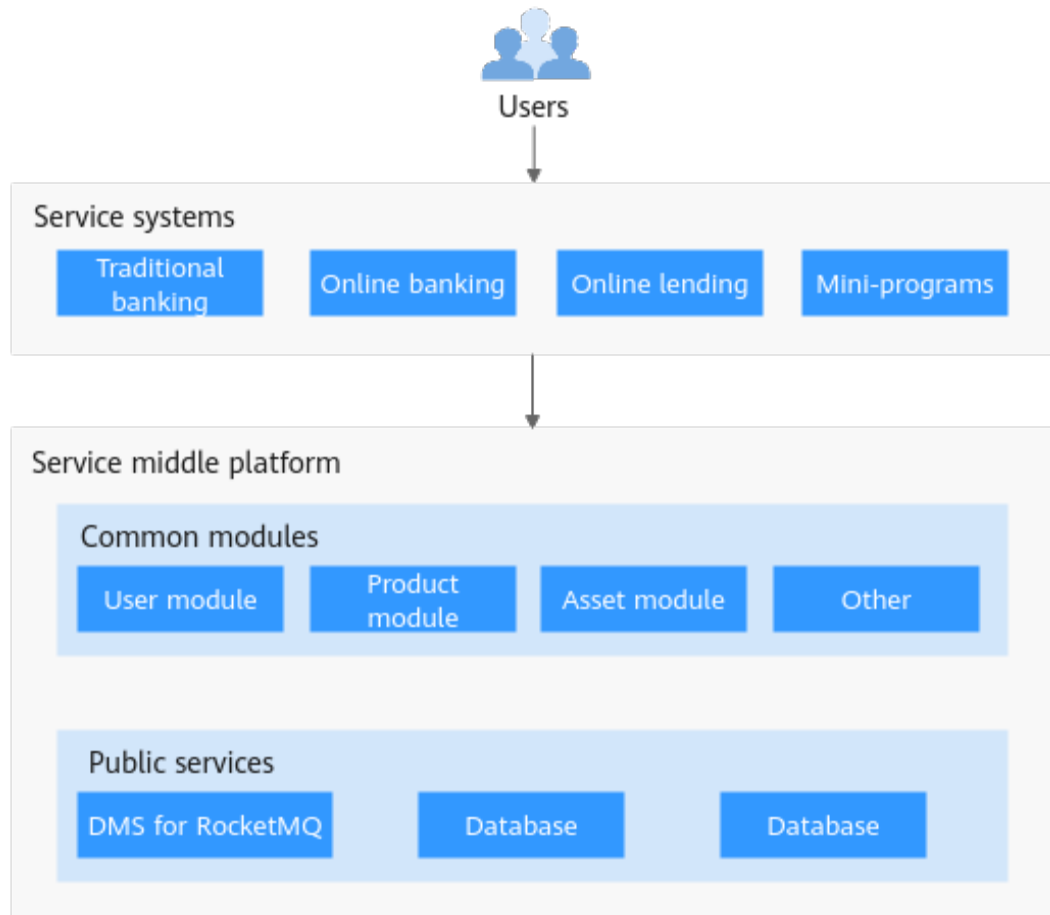 Users
Service systems
Traditional
banking
Online banking
Online lending
Mini-programs
Service middle platform
Common modules
User module
Product
module
Asset module
Other
Public services
DMS for RocketMQ
Database
Database